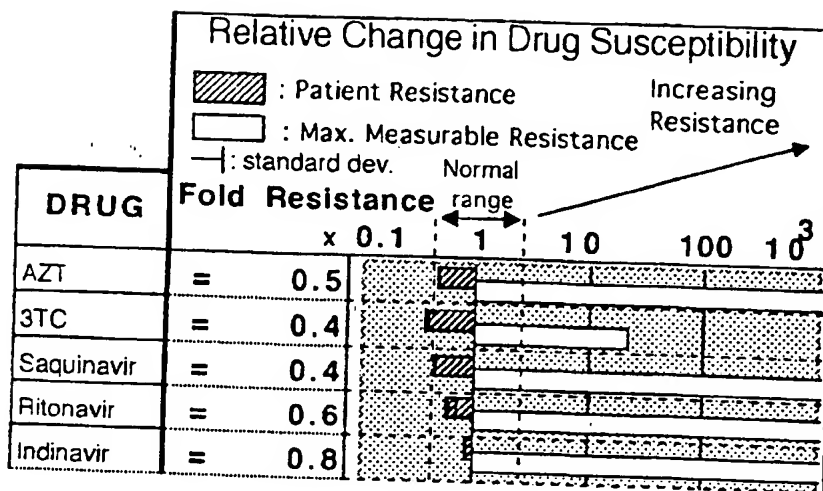 Relative Change in Drug Susceptibility
: Patient Resistance
Increasing
Resistance
: Max. Measurable Resistance
: standard dev.
Normal
range
DRUG
Fold Resistance
x 0.1 1 10 100 10^3
AZT = 0.5
3TC = 0.4
Saquinavir = 0.4
Ritonavir = 0.6
Indinavir = 0.8